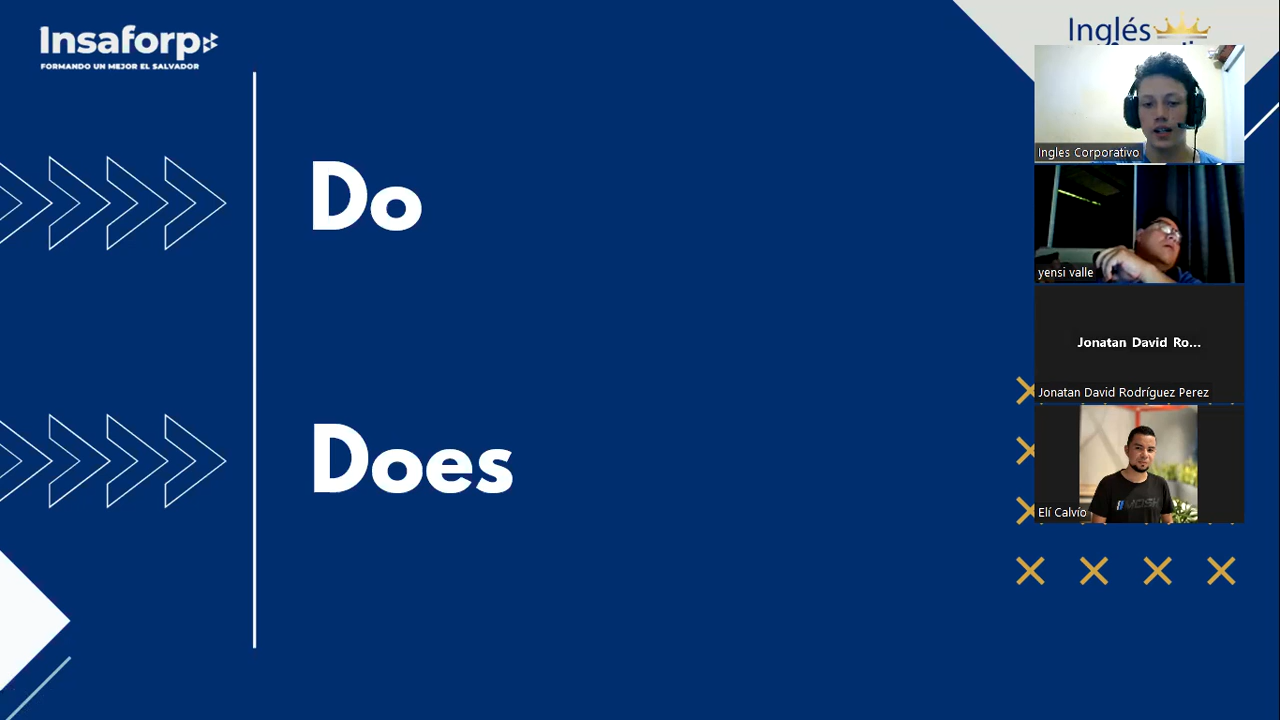 Insaforp
FORMANDO UN MEJOR EL SALVADOR
Inglés
Do
Does
Ingles Corporativo
yensi valle
Jonatan David Ro...
Jonatan David Rodríguez Perez
Elí Calvío